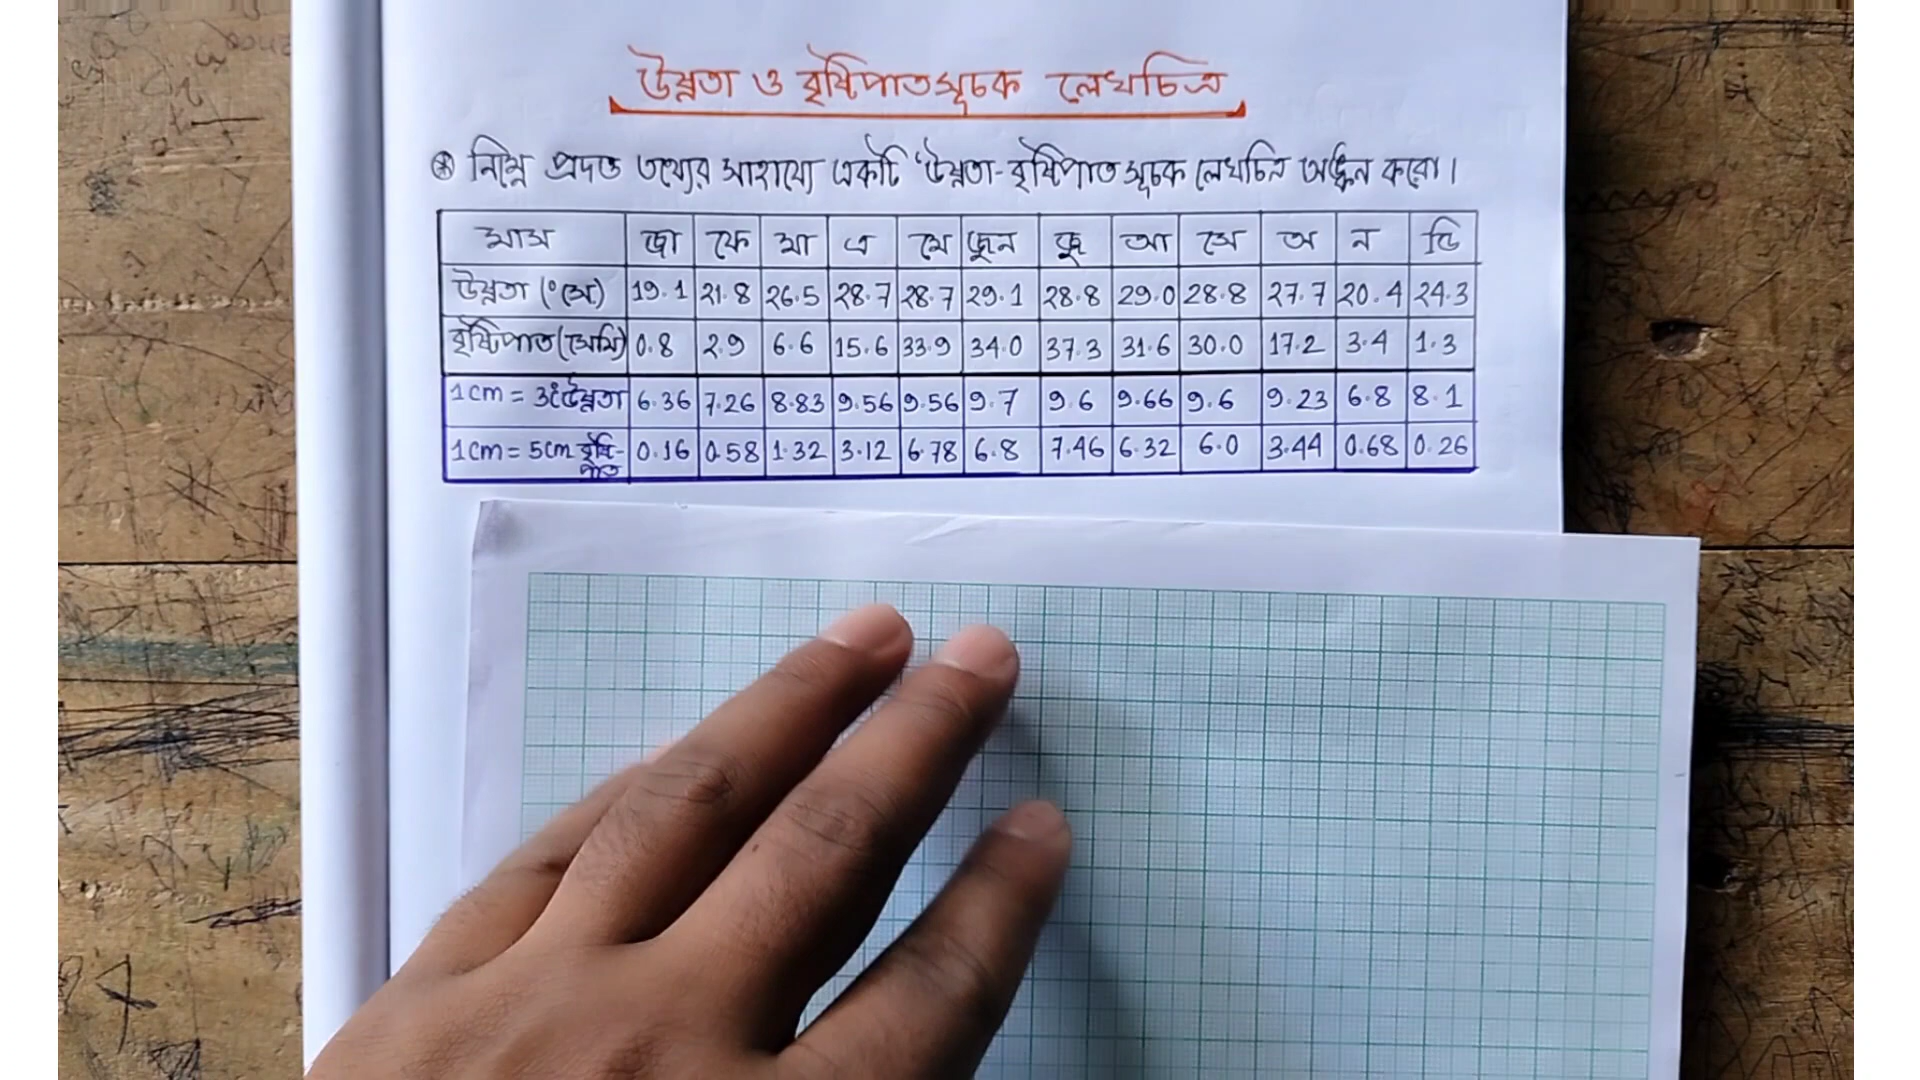 উষ্ণতা ও বৃষ্টিপাতসূচক লেখচিত্র
⊛ নিম্নে প্রদত্ত তথ্যের সাহায্যে একটি 'উষ্ণতা-বৃষ্টিপাত সূচক লেখচিত্র অঙ্কন করো।
মাস জা ফে মা এ মে জুন জু আ সে অ ন ডি
উষ্ণতা (°সে) 19.1 21.8 26.5 28.7 28.7 29.1 28.8 29.0 28.8 27.7 20.4 24.3
বৃষ্টিপাত (সেমি) 0.8 2.9 6.6 15.6 33.9 34.0 37.3 31.6 30.0 17.2 3.4 1.3
1cm = 3° উষ্ণতা 6.36 7.26 8.83 9.56 9.56 9.7 9.6 9.66 9.6 9.23 6.8 8.1
1cm = 5cm বৃষ্টি-পাত 0.16 0.58 1.32 3.12 6.78 6.8 7.46 6.32 6.0 3.44 0.68 0.26